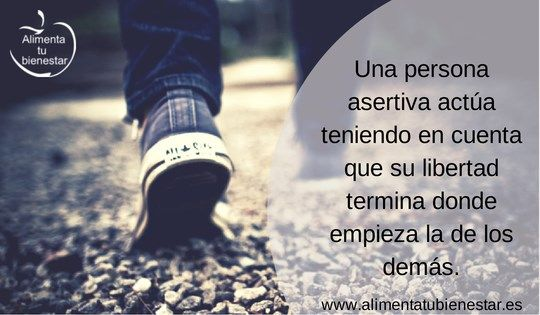 Alimenta
tu
bienestar
Una persona
asertiva actúa
teniendo en cuenta
que su libertad
termina donde
empieza la de los
demás.
www.alimentatubienestar.es